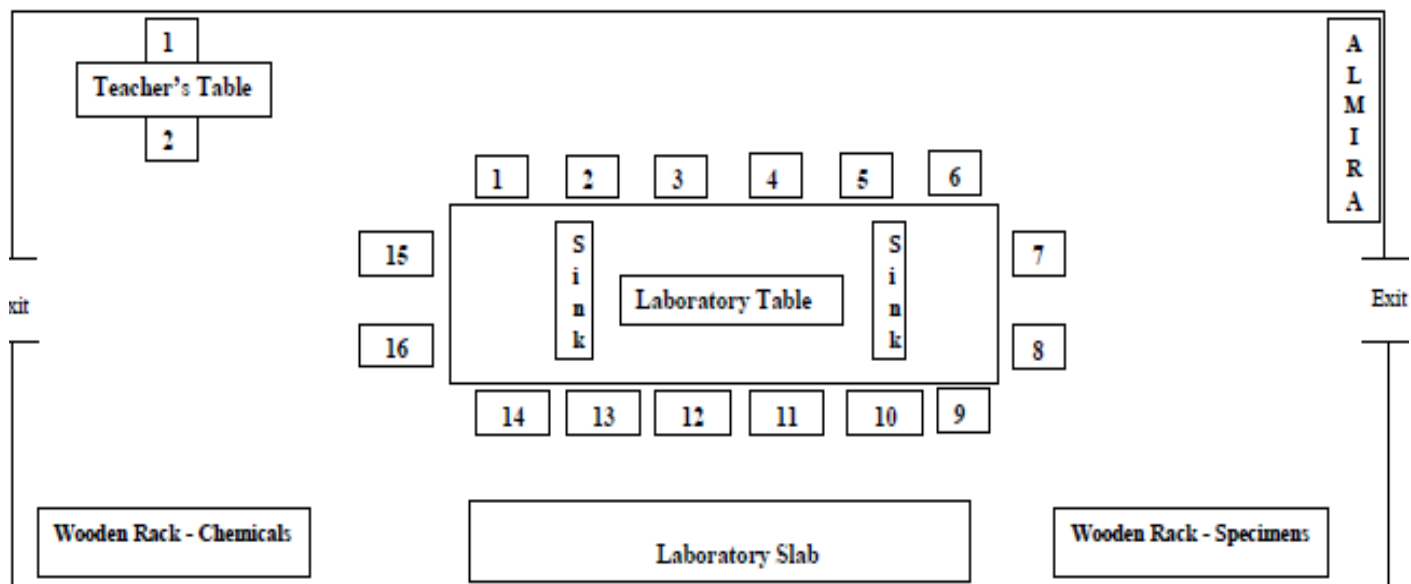 1
Teacher's Table
2
A
L
M
I
R
A
1 2 3 4 5 6
15
S
i
n
k
Laboratory Table
S
i
n
k
7
Exit
xit
16
8
14 13 12 11 10 9
Wooden Rack - Chemicals
Laboratory Slab
Wooden Rack - Specimens